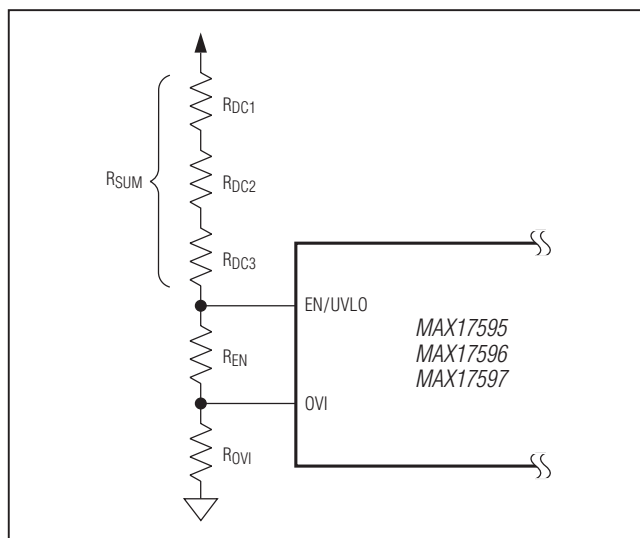 RDC1
RSUM
RDC2
RDC3
EN/UVLO
MAX17595
MAX17596
MAX17597
REN
OVI
ROVI